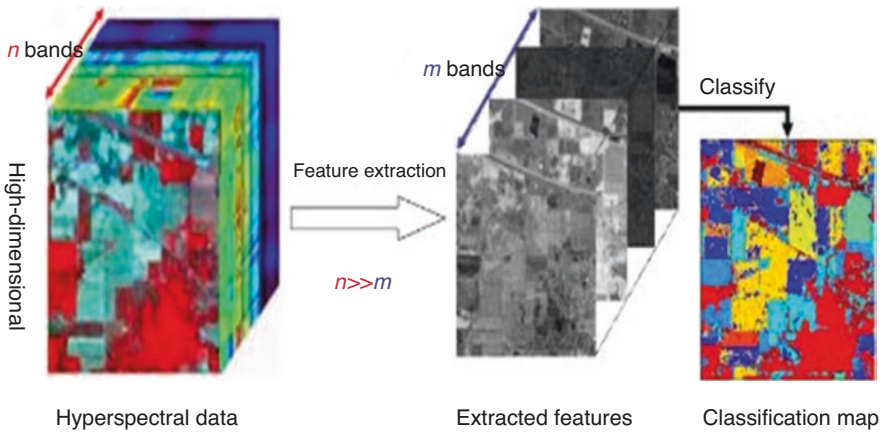 n bands
High-dimensional
Feature extraction
n>>m
m bands
Classify
Hyperspectral data
Extracted features
Classification map